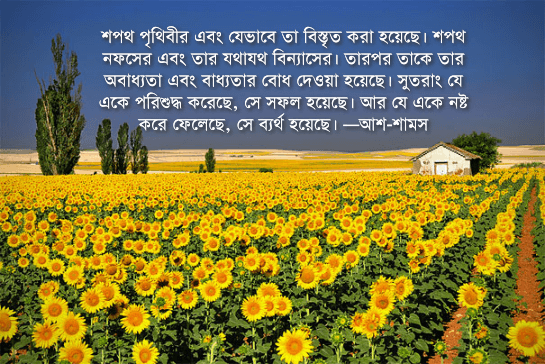 শপথ পৃথিবীর এবং যেভাবে তা বিস্তৃত করা হয়েছে। শপথ
নফসের এবং তার যথাযথ বিন্যাসের। তারপর তাকে তার
অবাধ্যতা এবং বাধ্যতার বোধ দেওয়া হয়েছে। সুতরাং যে
একে পরিশুদ্ধ করেছে, সে সফল হয়েছে। আর যে একে নষ্ট
করে ফেলেছে, সে ব্যর্থ হয়েছে। —আশ-শামস